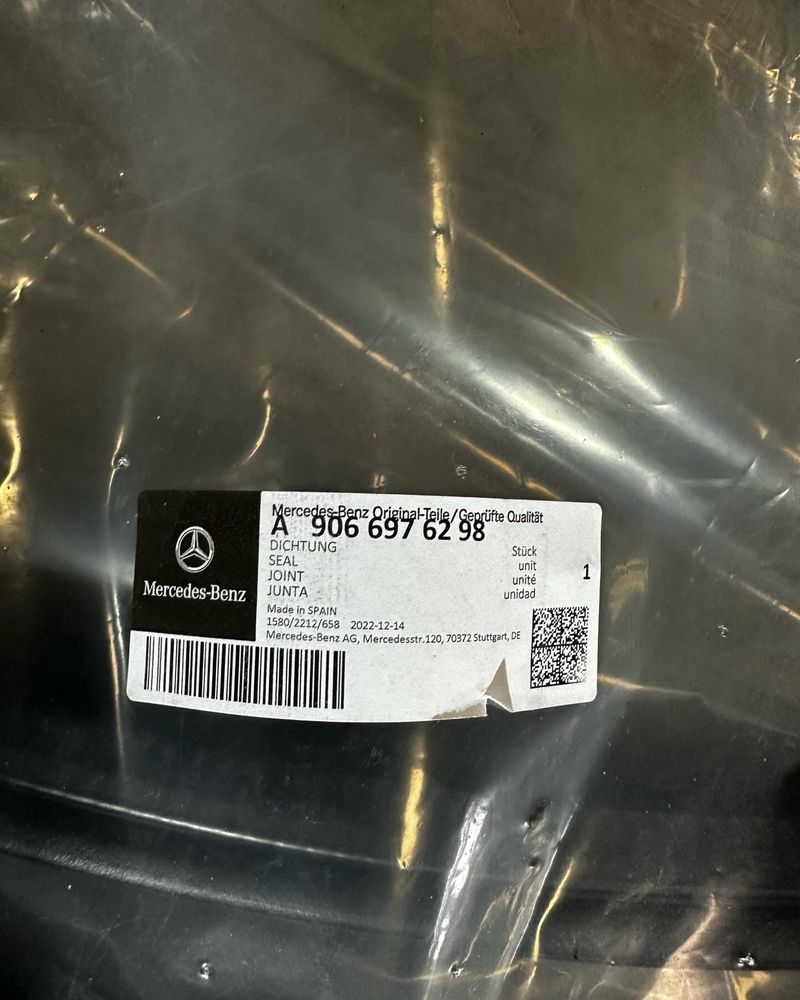 Mercedes-Benz Original-Teile/Geprüfte Qualität
A 906 697 62 98
DICHTUNG
SEAL
JOINT
JUNTA
Stück
unit
unité
unidad
1
Mercedes-Benz
Made in SPAIN
1580/2212/658 2022-12-14
Mercedes-Benz AG, Mercedesstr.120, 70372 Stuttgart, DE